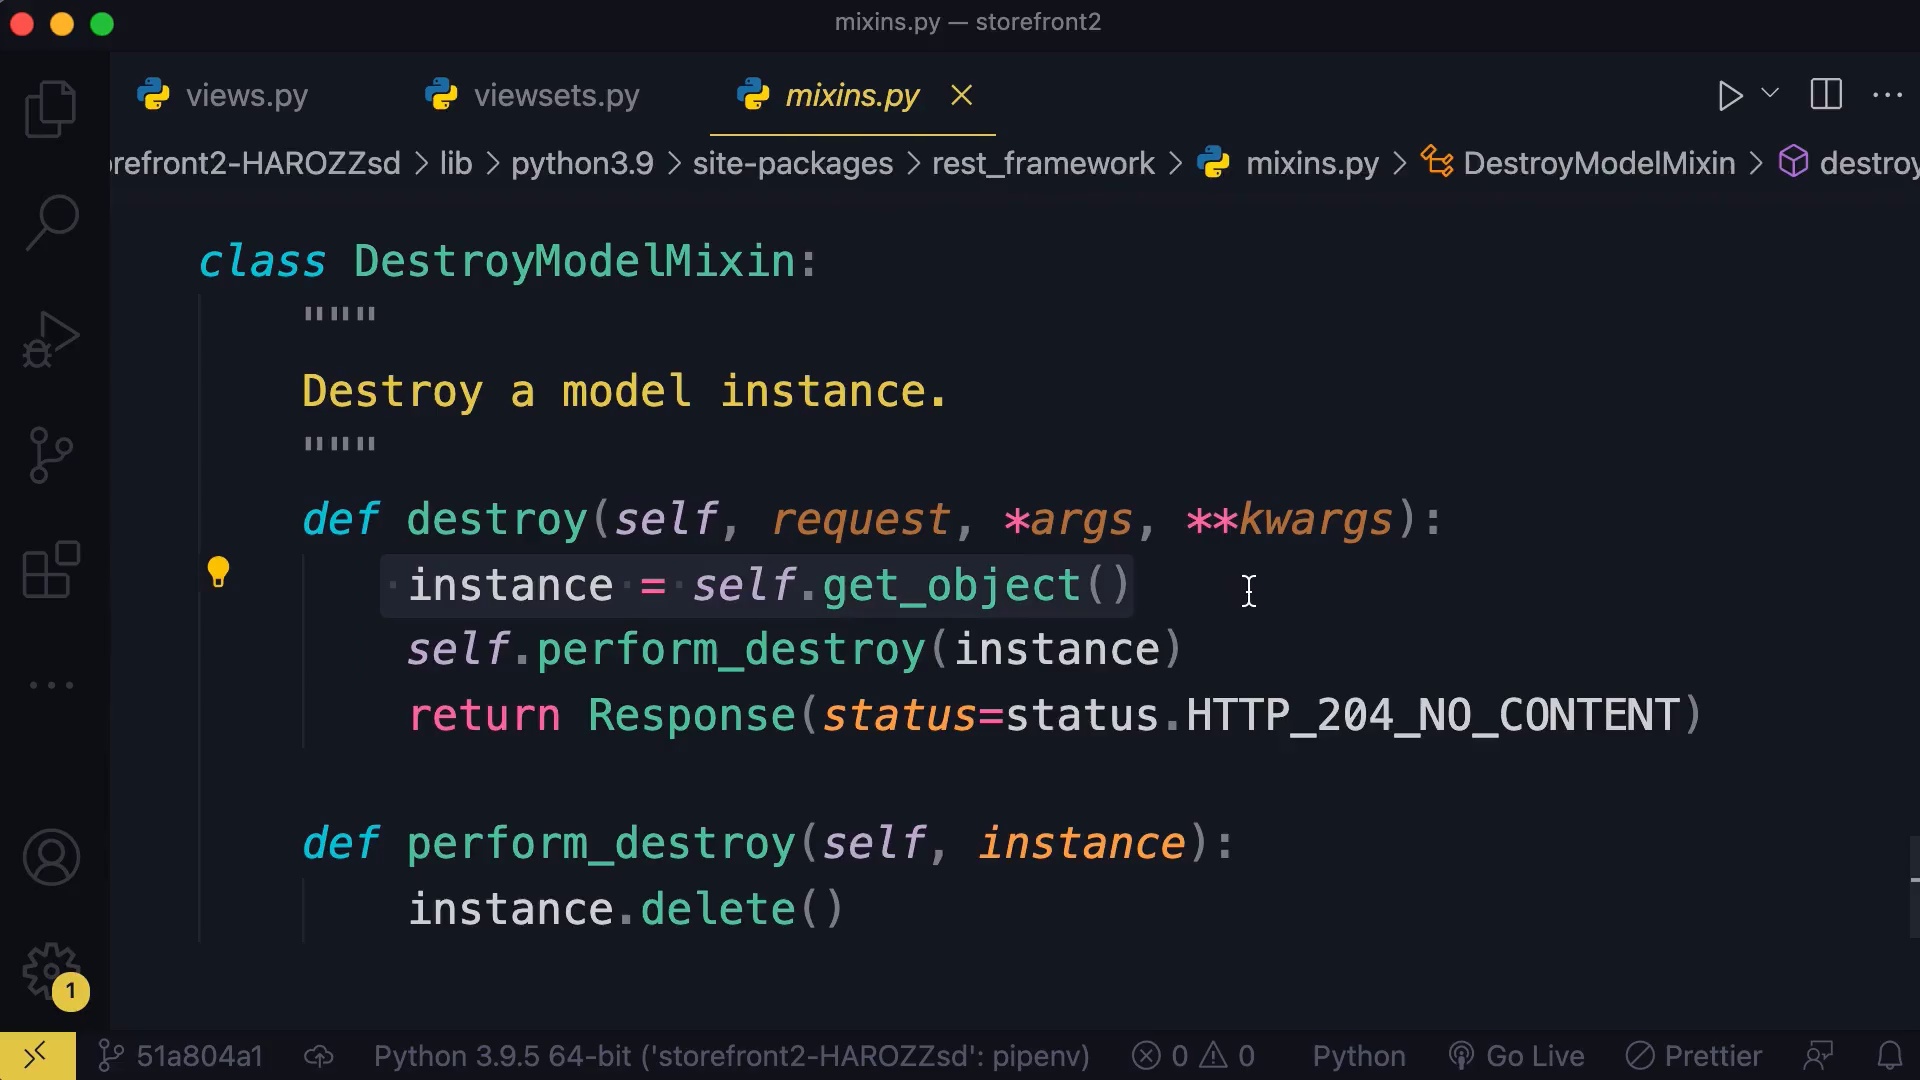 mixins.py — storefront2
views.py viewsets.py mixins.py
refront2-HAROZZsd > lib > python3.9 > site-packages > rest_framework > mixins.py > DestroyModelMixin > destroy
class DestroyModelMixin:
"""
Destroy a model instance.
"""
def destroy(self, request, *args, **kwargs):
instance = self.get_object()
self.perform_destroy(instance)
return Response(status=status.HTTP_204_NO_CONTENT)
def perform_destroy(self, instance):
instance.delete()
1
51a804a1 Python 3.9.5 64-bit ('storefront2-HAROZZsd': pipenv) 0 0 Python Go Live Prettier